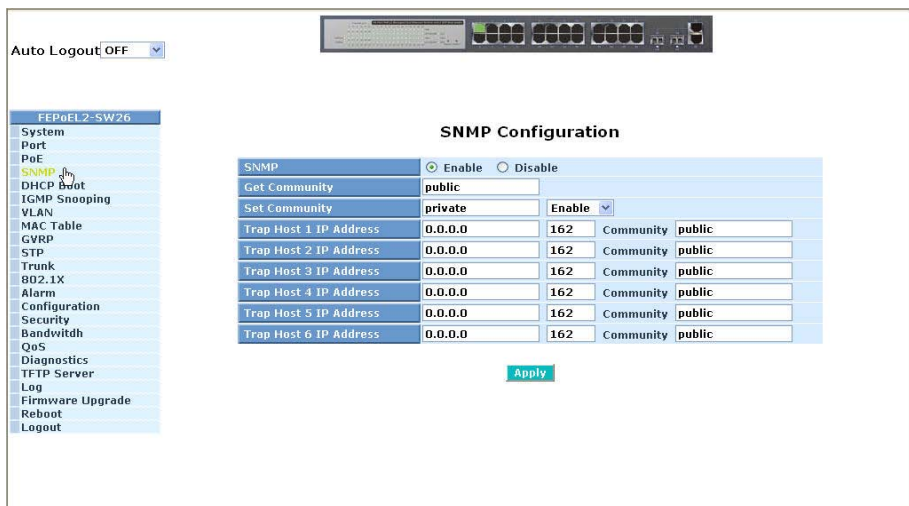 Auto Logout OFF
FEPoEL2-SW26
System
Port
PoE
SNMP
DHCP Boot
IGMP Snooping
VLAN
MAC Table
GVRP
STP
Trunk
802.1X
Alarm
Configuration
Security
Bandwitdh
QoS
Diagnostics
TFTP Server
Log
Firmware Upgrade
Reboot
Logout
SNMP Configuration
SNMP Enable Disable
Get Community public
Set Community private Enable
Trap Host 1 IP Address 0.0.0.0 162 Community public
Trap Host 2 IP Address 0.0.0.0 162 Community public
Trap Host 3 IP Address 0.0.0.0 162 Community public
Trap Host 4 IP Address 0.0.0.0 162 Community public
Trap Host 5 IP Address 0.0.0.0 162 Community public
Trap Host 6 IP Address 0.0.0.0 162 Community public
Apply